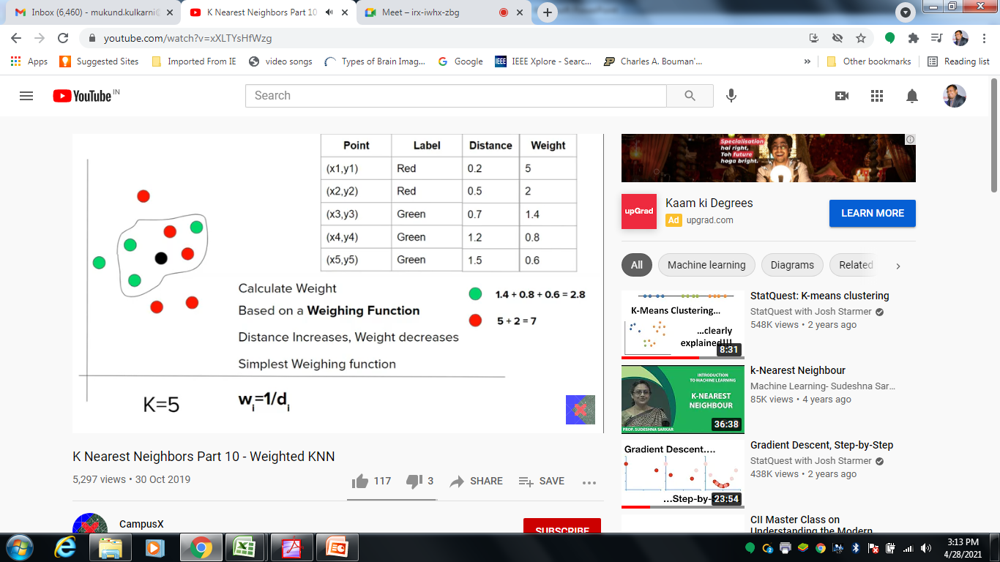 Inbox (6,460) - mukund.kulkarni@
K Nearest Neighbors Part 10
Meet – irx-iwhx-zbg
youtube.com/watch?v=xXLTYsHfWzg
Apps
Suggested Sites
Imported From IE
video songs
Types of Brain Imag...
Google
IEEE
IEEE Xplore - Searc...
Charles A. Bouman'...
»
Other bookmarks
Reading list
YouTube IN
Search
Point Label Distance Weight
(x1,y1) Red 0.2 5
(x2,y2) Red 0.5 2
(x3,y3) Green 0.7 1.4
(x4,y4) Green 1.2 0.8
(x5,y5) Green 1.5 0.6
Calculate Weight
Based on a Weighing Function
Distance Increases, Weight decreases
Simplest Weighing function
1.4 + 0.8 + 0.6 = 2.8
5 + 2 = 7
K=5
wi=1/di
K Nearest Neighbors Part 10 - Weighted KNN
5,297 views • 30 Oct 2019
117
3
SHARE
SAVE
CampusX
SUBSCRIBE
Specialisation
hai right,
Toh future
hoga bright.
upGrad
Kaam ki Degrees
Ad upgrad.com
LEARN MORE
All
Machine learning
Diagrams
Related
K-Means Clustering...
...clearly
explained!!!
8:31
StatQuest: K-means clustering
StatQuest with Josh Starmer
548K views • 2 years ago
INTRODUCTION
TO MACHINE LEARNING
K-NEAREST
NEIGHBOUR
PROF. SUDESHNA SARKAR
36:38
k-Nearest Neighbour
Machine Learning- Sudeshna Sar...
85K views • 4 years ago
Gradient Descent....
...Step-by-
23:54
Gradient Descent, Step-by-Step
StatQuest with Josh Starmer
438K views • 2 years ago
CII Master Class on
Understanding the Modern
3:13 PM
4/28/2021